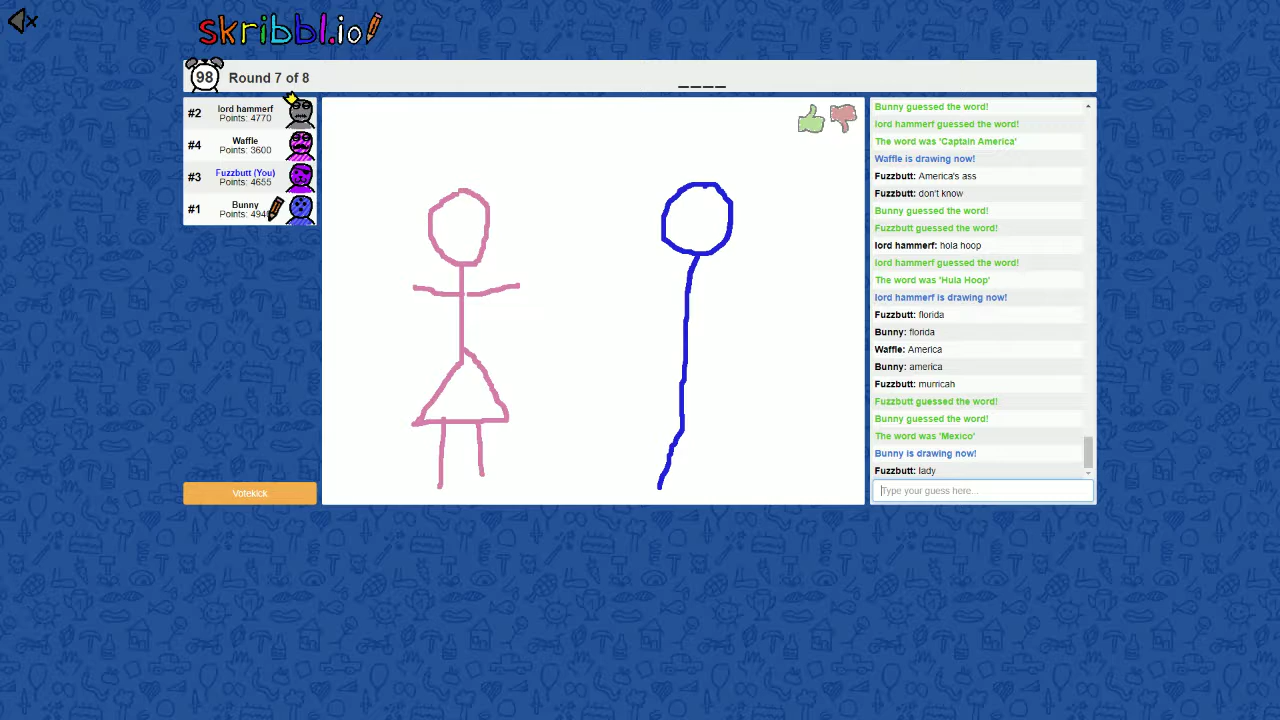 skribbl.io
98
Round 7 of 8
_ _ _ _
#2
lord hammerf
Points: 4770
#4
Waffle
Points: 3600
#3
Fuzzbutt (You)
Points: 4655
#1
Bunny
Points:
Votekick
Bunny guessed the word!
lord hammerf guessed the word!
The word was 'Captain America'
Waffle is drawing now!
Fuzzbutt: America's ass
Fuzzbutt: don't know
Bunny guessed the word!
Fuzzbutt guessed the word!
lord hammerf: hola hoop
lord hammerf guessed the word!
The word was 'Hula Hoop'
lord hammerf is drawing now!
Fuzzbutt: florida
Bunny: florida
Waffle: America
Bunny: america
Fuzzbutt: murricah
Fuzzbutt guessed the word!
Bunny guessed the word!
The word was 'Mexico'
Bunny is drawing now!
Fuzzbutt: lady
Type your guess here...